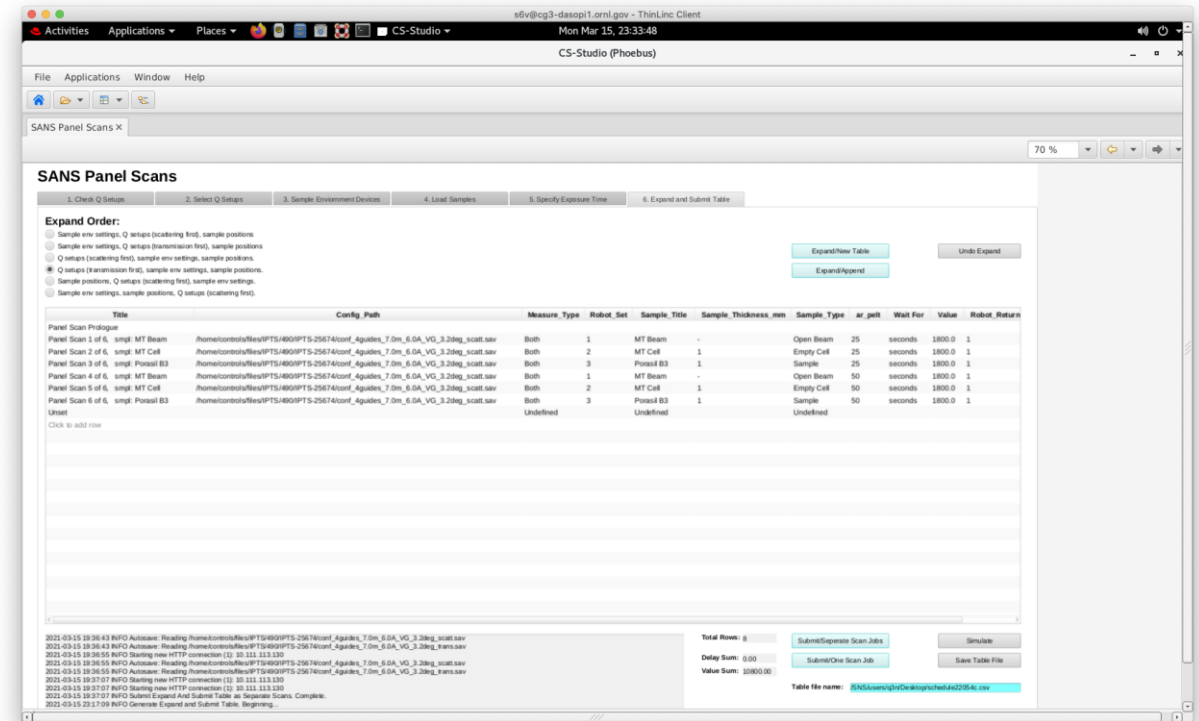 s6v@cg3-dasopi1.ornl.gov - ThinLinc Client
Activities Applications Places CS-Studio Mon Mar 15, 23:33:48
CS-Studio (Phoebus)
File Applications Window Help
SANS Panel Scans ×
70 %
SANS Panel Scans
1. Check Q Setups 2. Select Q Setups 3. Sample Enviornment Devices 4. Load Samples 5. Specify Exposure Time 6. Expand and Submit Table
Expand Order:
Sample env settings, Q setups (scattering first), sample positions
Sample env settings, Q setups (transmission first), sample positions
Q setups (scattering first), sample env settings, sample positions.
Q setups (transmission first), sample env settings, sample positions.
Sample positions, Q setups (scattering first), sample env settings.
Sample env settings, sample positions, Q setups (scattering first).
Expand/New Table Undo Expand
Expand/Append
Title Config_Path Measure_Type Robot_Set Sample_Title Sample_Thickness_mm Sample_Type ar_pelt Wait For Value Robot_Return
Panel Scan Prologue
Panel Scan 1 of 6, smpl: MT Beam /home/controls/files/IPTS/490/IPTS-25674/conf_4guides_7.0m_6.0A_VG_3.2deg_scatt.sav Both 1 MT Beam - Open Beam 25 seconds 1800.0 1
Panel Scan 2 of 6, smpl: MT Cell /home/controls/files/IPTS/490/IPTS-25674/conf_4guides_7.0m_6.0A_VG_3.2deg_scatt.sav Both 2 MT Cell 1 Empty Cell 25 seconds 1800.0 1
Panel Scan 3 of 6, smpl: Porasil B3 /home/controls/files/IPTS/490/IPTS-25674/conf_4guides_7.0m_6.0A_VG_3.2deg_scatt.sav Both 3 Porasil B3 1 Sample 25 seconds 1800.0 1
Panel Scan 4 of 6, smpl: MT Beam /home/controls/files/IPTS/490/IPTS-25674/conf_4guides_7.0m_6.0A_VG_3.2deg_scatt.sav Both 1 MT Beam - Open Beam 50 seconds 1800.0 1
Panel Scan 5 of 6, smpl: MT Cell /home/controls/files/IPTS/490/IPTS-25674/conf_4guides_7.0m_6.0A_VG_3.2deg_scatt.sav Both 2 MT Cell 1 Empty Cell 50 seconds 1800.0 1
Panel Scan 6 of 6, smpl: Porasil B3 /home/controls/files/IPTS/490/IPTS-25674/conf_4guides_7.0m_6.0A_VG_3.2deg_scatt.sav Both 3 Porasil B3 1 Sample 50 seconds 1800.0 1
Unset Undefined Undefined Undefined
Click to add row
2021-03-15 19:36:43 INFO Autosave: Reading /home/controls/files/IPTS/490/IPTS-25674/conf_4guides_7.0m_6.0A_VG_3.2deg_scatt.sav
2021-03-15 19:36:43 INFO Autosave: Reading /home/controls/files/IPTS/490/IPTS-25674/conf_4guides_7.0m_6.0A_VG_3.2deg_trans.sav
2021-03-15 19:36:55 INFO Starting new HTTP connection (1): 10.111.113.130
2021-03-15 19:36:55 INFO Autosave: Reading /home/controls/files/IPTS/490/IPTS-25674/conf_4guides_7.0m_6.0A_VG_3.2deg_scatt.sav
2021-03-15 19:36:55 INFO Autosave: Reading /home/controls/files/IPTS/490/IPTS-25674/conf_4guides_7.0m_6.0A_VG_3.2deg_trans.sav
2021-03-15 19:37:07 INFO Starting new HTTP connection (1): 10.111.113.130
2021-03-15 19:37:07 INFO Submit Expand And Submit Table as Separate Scans. Complete.
2021-03-15 23:17:09 INFO Generate Expand and Submit Table. Beginning...
Total Rows: 8 Submit/Seperate Scan Jobs Simulate
Delay Sum: 0.00 Submit/One Scan Job Save Table File
Value Sum: 10800.00
Table file name: /SNS/users/q3n/Desktop/schedule22054c.csv